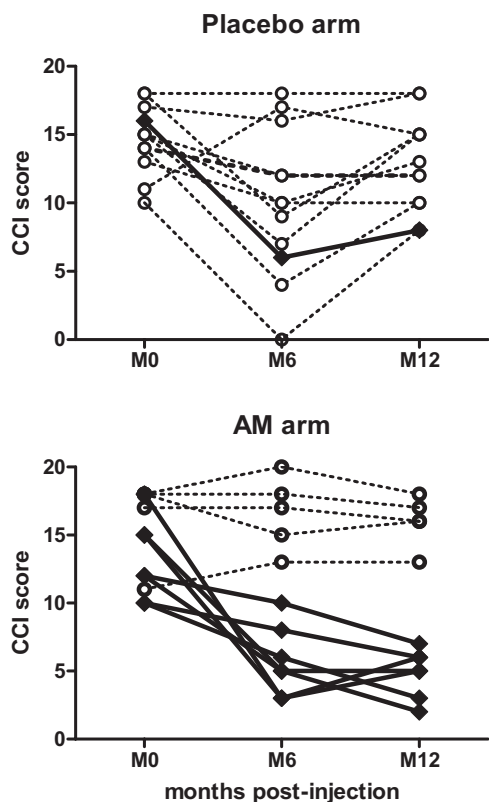 Placebo arm
20
15
10
5
0
CCI score
M0 M6 M12
AM arm
20
15
10
5
0
CCI score
M0 M6 M12
months post-injection